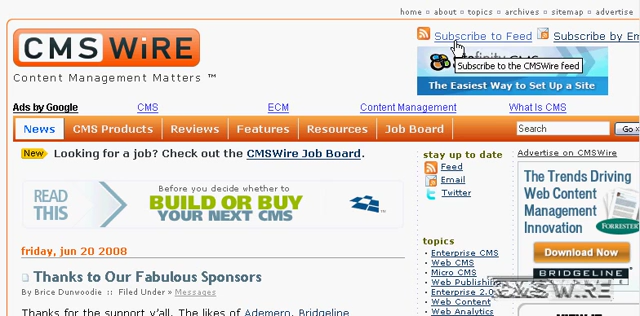 home about topics archives sitemap advertise
CMSWiRE
Subscribe to Feed Subscribe by Em
Content Management Matters ™
Subscribe to the CMSWire feed
The Easiest Way to Set Up a Site
Ads by Google CMS ECM Content Management What Is CMS
News CMS Products Reviews Features Resources Job Board Search Go
New Looking for a job? Check out the CMSWire Job Board.
stay up to date
Feed
Email
Twitter
Advertise on CMSWire
READ THIS
Before you decide whether to
BUILD OR BUY
YOUR NEXT CMS
The Trends Driving
Web Content
Management
Innovation
FORRESTER
Download Now
BRIDGELINE
friday, jun 20 2008
Thanks to Our Fabulous Sponsors
By Brice Dunwoodie :: Filed Under » Messages
Thanks for the support y'all. The likes of Ademero, Bridgeline
topics
Enterprise CMS
Web CMS
Micro CMS
Web Publishing
Enterprise 2.0
Web Content
Web Analytics